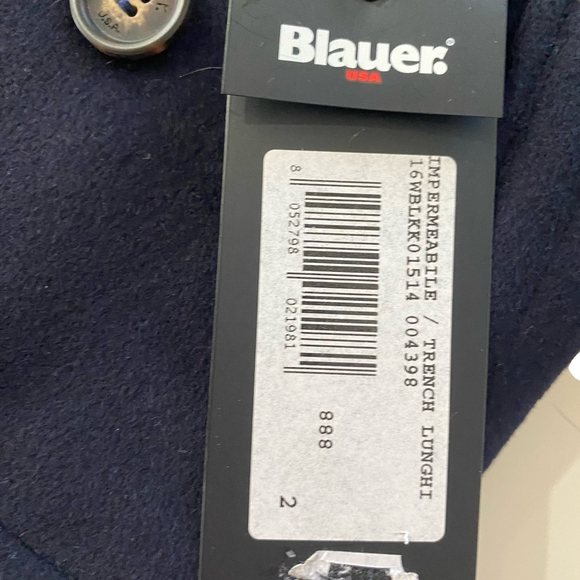 U.S.A.
Blauer.®
USA
IMPERMEABILE / TRENCH LUNGHI
16WBLKK01514 004398
8 052798 021981
888
2